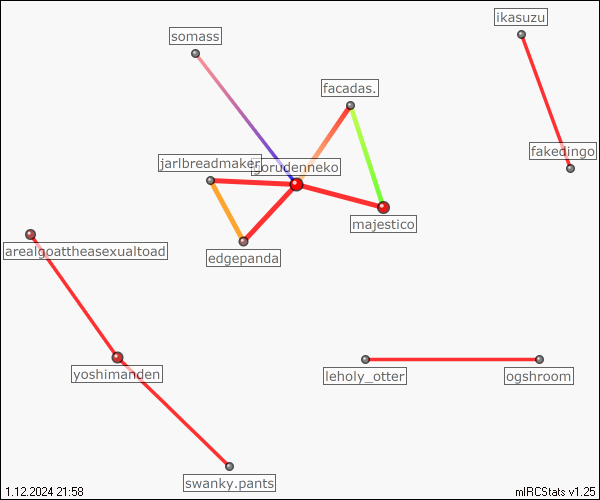 ikasuzu
somass
facadas.
fakedingo
jarlbreadmaker
gorudenneko
majestico
arealgoattheasexualtoad
edgepanda
yoshimanden
leholy_otter
ogshroom
swanky.pants
1.12.2024 21:58
mIRCStats v1.25